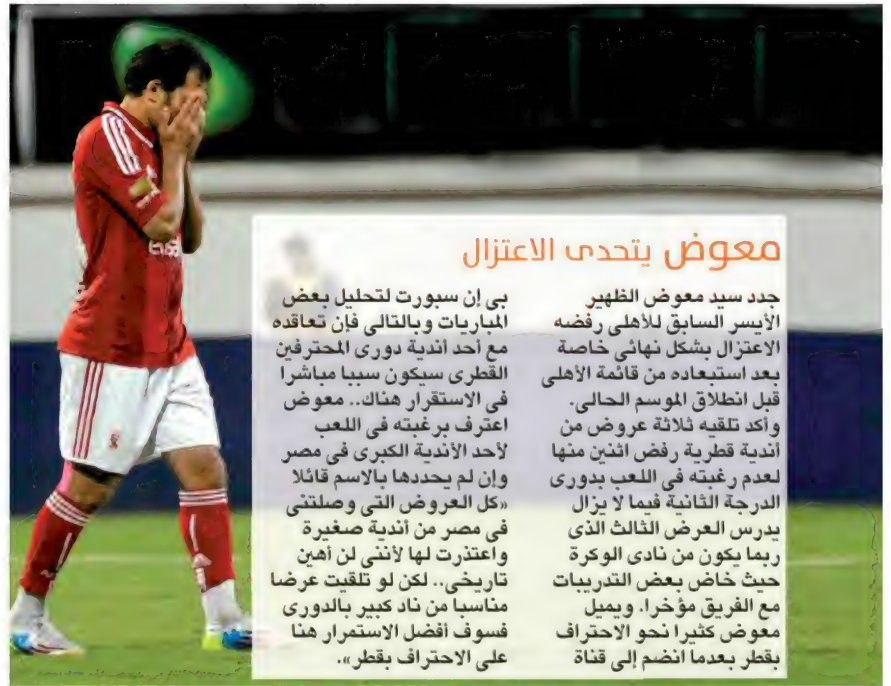 معوض يتحدى الاعتزال
جدد سيد معوض الظهير
الأيسر السابق للأهلى رفضه
الاعتزال بشكل نهائى خاصة
بعد استبعاده من قائمة الأهلى
قبل انطلاق الموسم الحالى.
وأكد تلقيه ثلاثة عروض من
أندية قطرية رفض اثنين منها
لعدم رغبته فى اللعب بدورى
الدرجة الثانية فيما لا يزال
يدرس العرض الثالث الذى
ربما يكون من نادى الوكرة
حيث خاض بعض التدريبات
مع الفريق مؤخرا. ويميل
معوض كثيرا نحو الاحتراف
بقطر بعدما انضم إلى قناة
بى إن سبورت لتحليل بعض
المباريات وبالتالى فإن تعاقده
مع أحد أندية دورى المحترفين
القطرى سيكون سببا مباشرا
فى الاستقرار هناك.. معوض
اعترف برغبته فى اللعب
لأحد الأندية الكبرى فى مصر
وإن لم يحددها بالاسم قائلا
«كل العروض التى وصلتنى
فى مصر من أندية صغيرة
واعتذرت لها لأننى لن أهين
تاريخى.. لكن لو تلقيت عرضا
مناسبا من ناد كبير بالدورى
فسوف أفضل الاستمرار هنا
على الاحتراف بقطر».